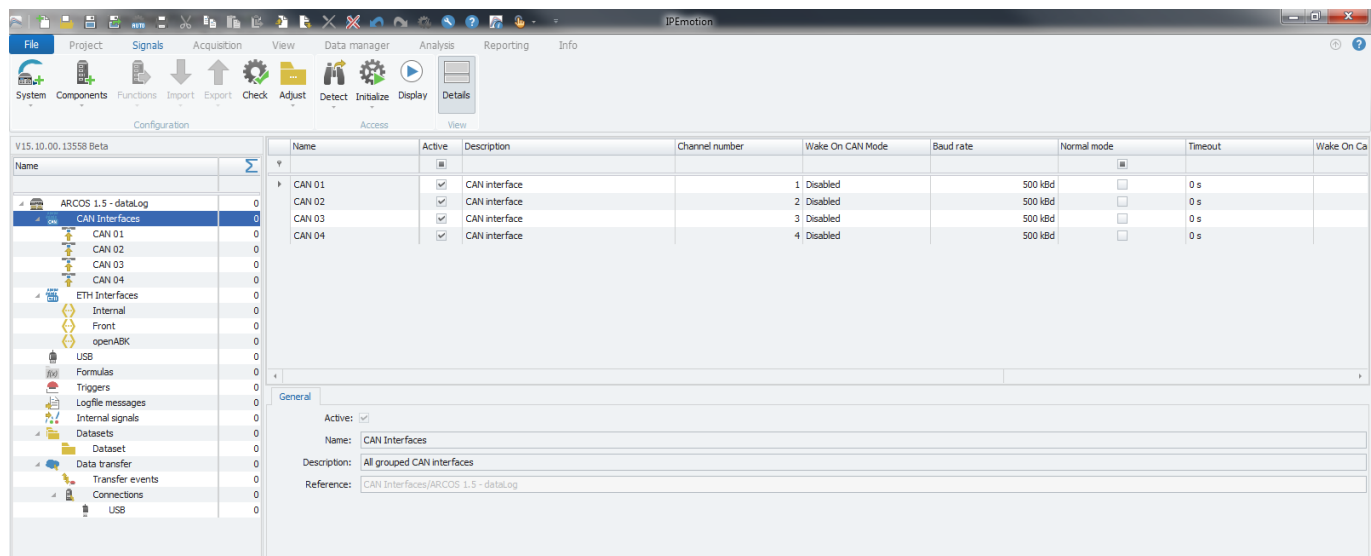 IPEmotion
File Project Signals Acquisition View Data manager Analysis Reporting Info
System Components Functions Import Export Check Adjust Detect Initialize Display Details
Configuration Access View
V15.10.00.13558 Beta
Name Σ
ARCOS 1.5 - dataLog 0
CAN Interfaces 0
CAN 01 0
CAN 02 0
CAN 03 0
CAN 04 0
ETH Interfaces 0
Internal 0
Front 0
openABK 0
USB 0
Formulas 0
Triggers 0
Logfile messages 0
Internal signals 0
Datasets 0
Dataset 0
Data transfer 0
Transfer events 0
Connections 0
USB 0
Name Active Description Channel number Wake On CAN Mode Baud rate Normal mode Timeout Wake On Ca
CAN 01 CAN interface 1 Disabled 500 kBd 0 s
CAN 02 CAN interface 2 Disabled 500 kBd 0 s
CAN 03 CAN interface 3 Disabled 500 kBd 0 s
CAN 04 CAN interface 4 Disabled 500 kBd 0 s
General
Active:
Name: CAN Interfaces
Description: All grouped CAN interfaces
Reference: CAN Interfaces/ARCOS 1.5 - dataLog